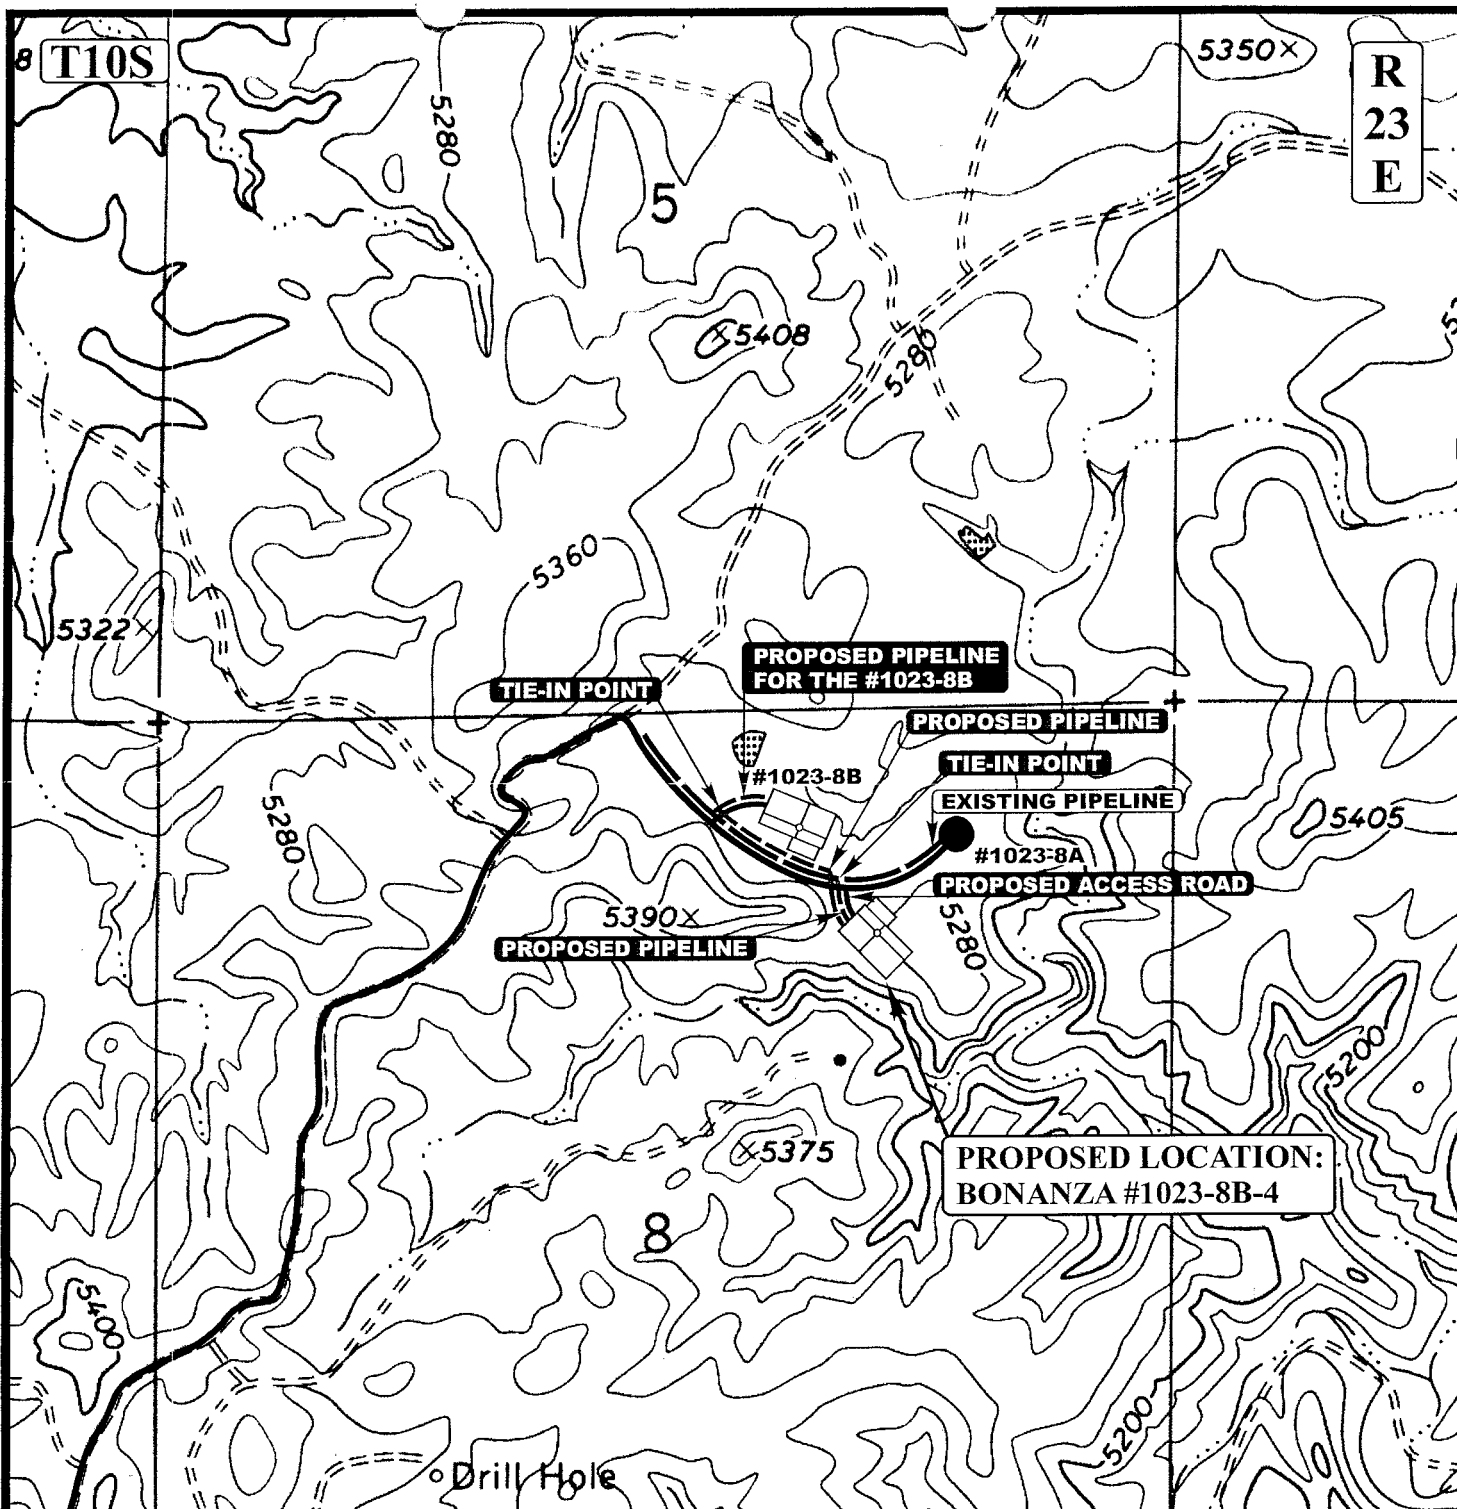 8 T10S
5350
R
23
E
5280
5
5408
5280
5360
5322
PROPOSED PIPELINE
FOR THE #1023-8B
TIE-IN POINT
PROPOSED PIPELINE
TIE-IN POINT
#1023-8B
EXISTING PIPELINE
5280
5405
#1023-8A
PROPOSED ACCESS ROAD
5390
PROPOSED PIPELINE
5280
5200
5375
PROPOSED LOCATION:
BONANZA #1023-8B-4
8
5400
5200
Drill Hole